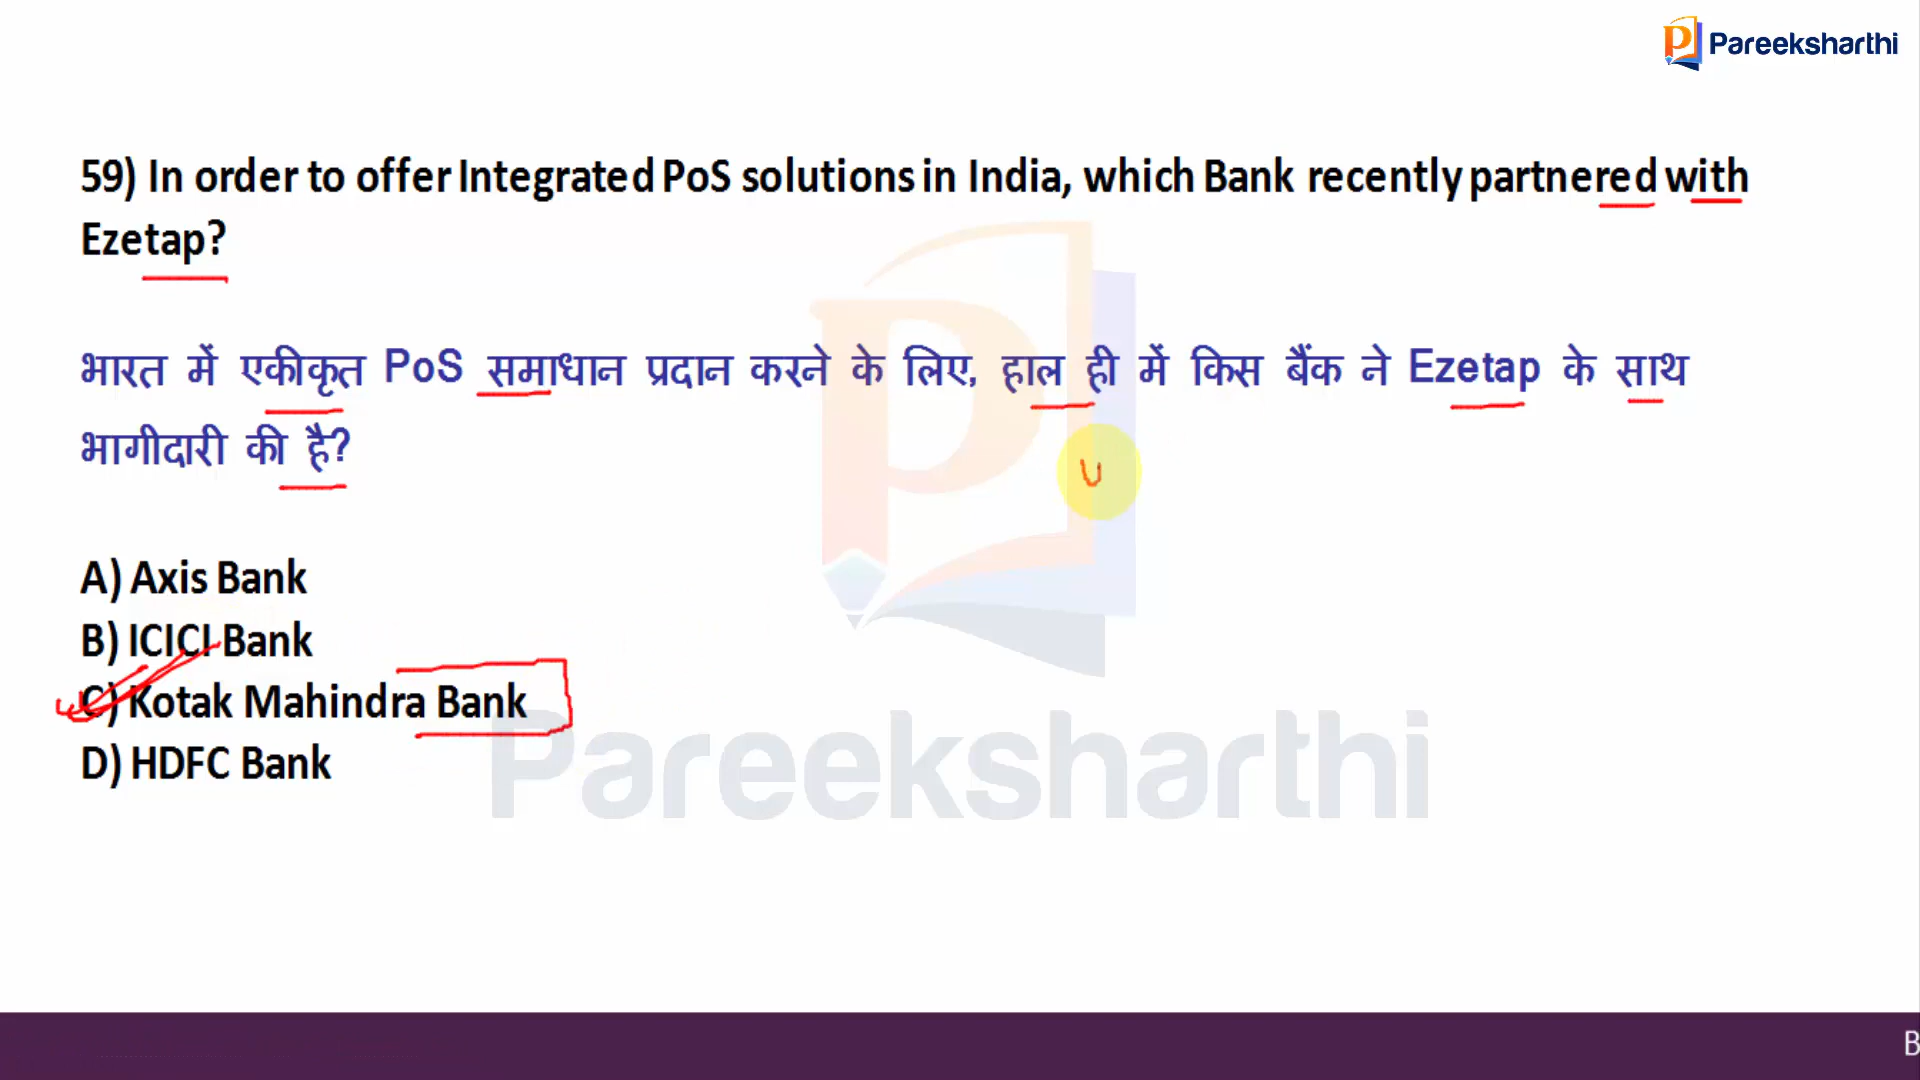 Pareeksharthi
59) In order to offer Integrated PoS solutions in India, which Bank recently partnered with
Ezetap?
भारत में एकीकृत PoS समाधान प्रदान करने के लिए, हाल ही में किस बैंक ने Ezetap के साथ
भागीदारी की है?
A) Axis Bank
B) ICICI Bank
C) Kotak Mahindra Bank
D) HDFC Bank
Pareeksharthi
B